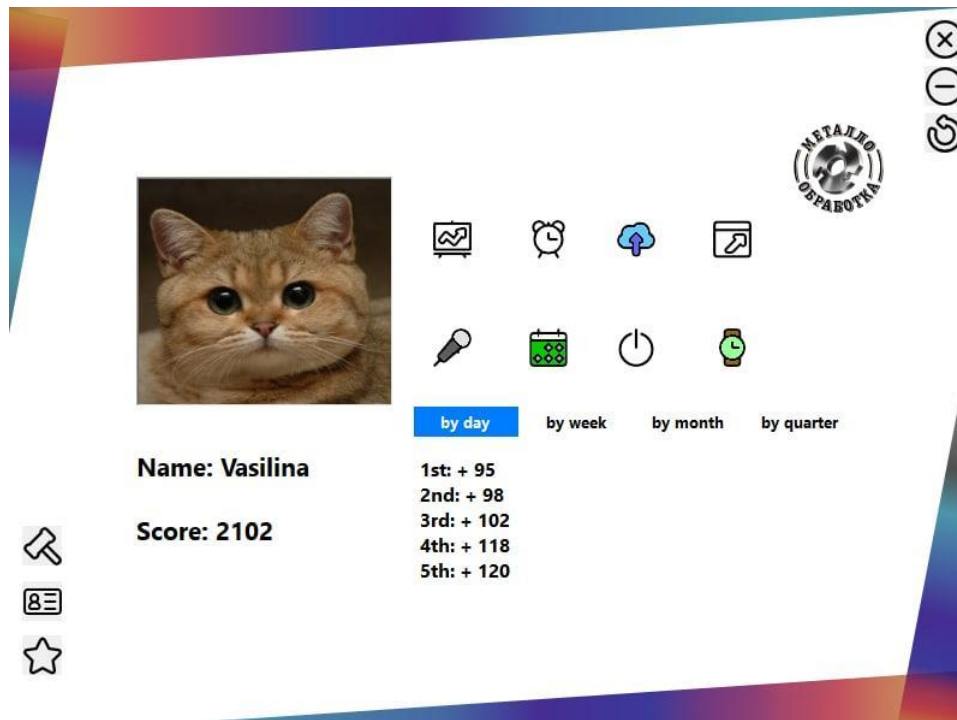 МЕТАЛЛО
ОБРАБОТКА
by day by week by month by quarter
Name: Vasilina
Score: 2102
1st: + 95
2nd: + 98
3rd: + 102
4th: + 118
5th: + 120